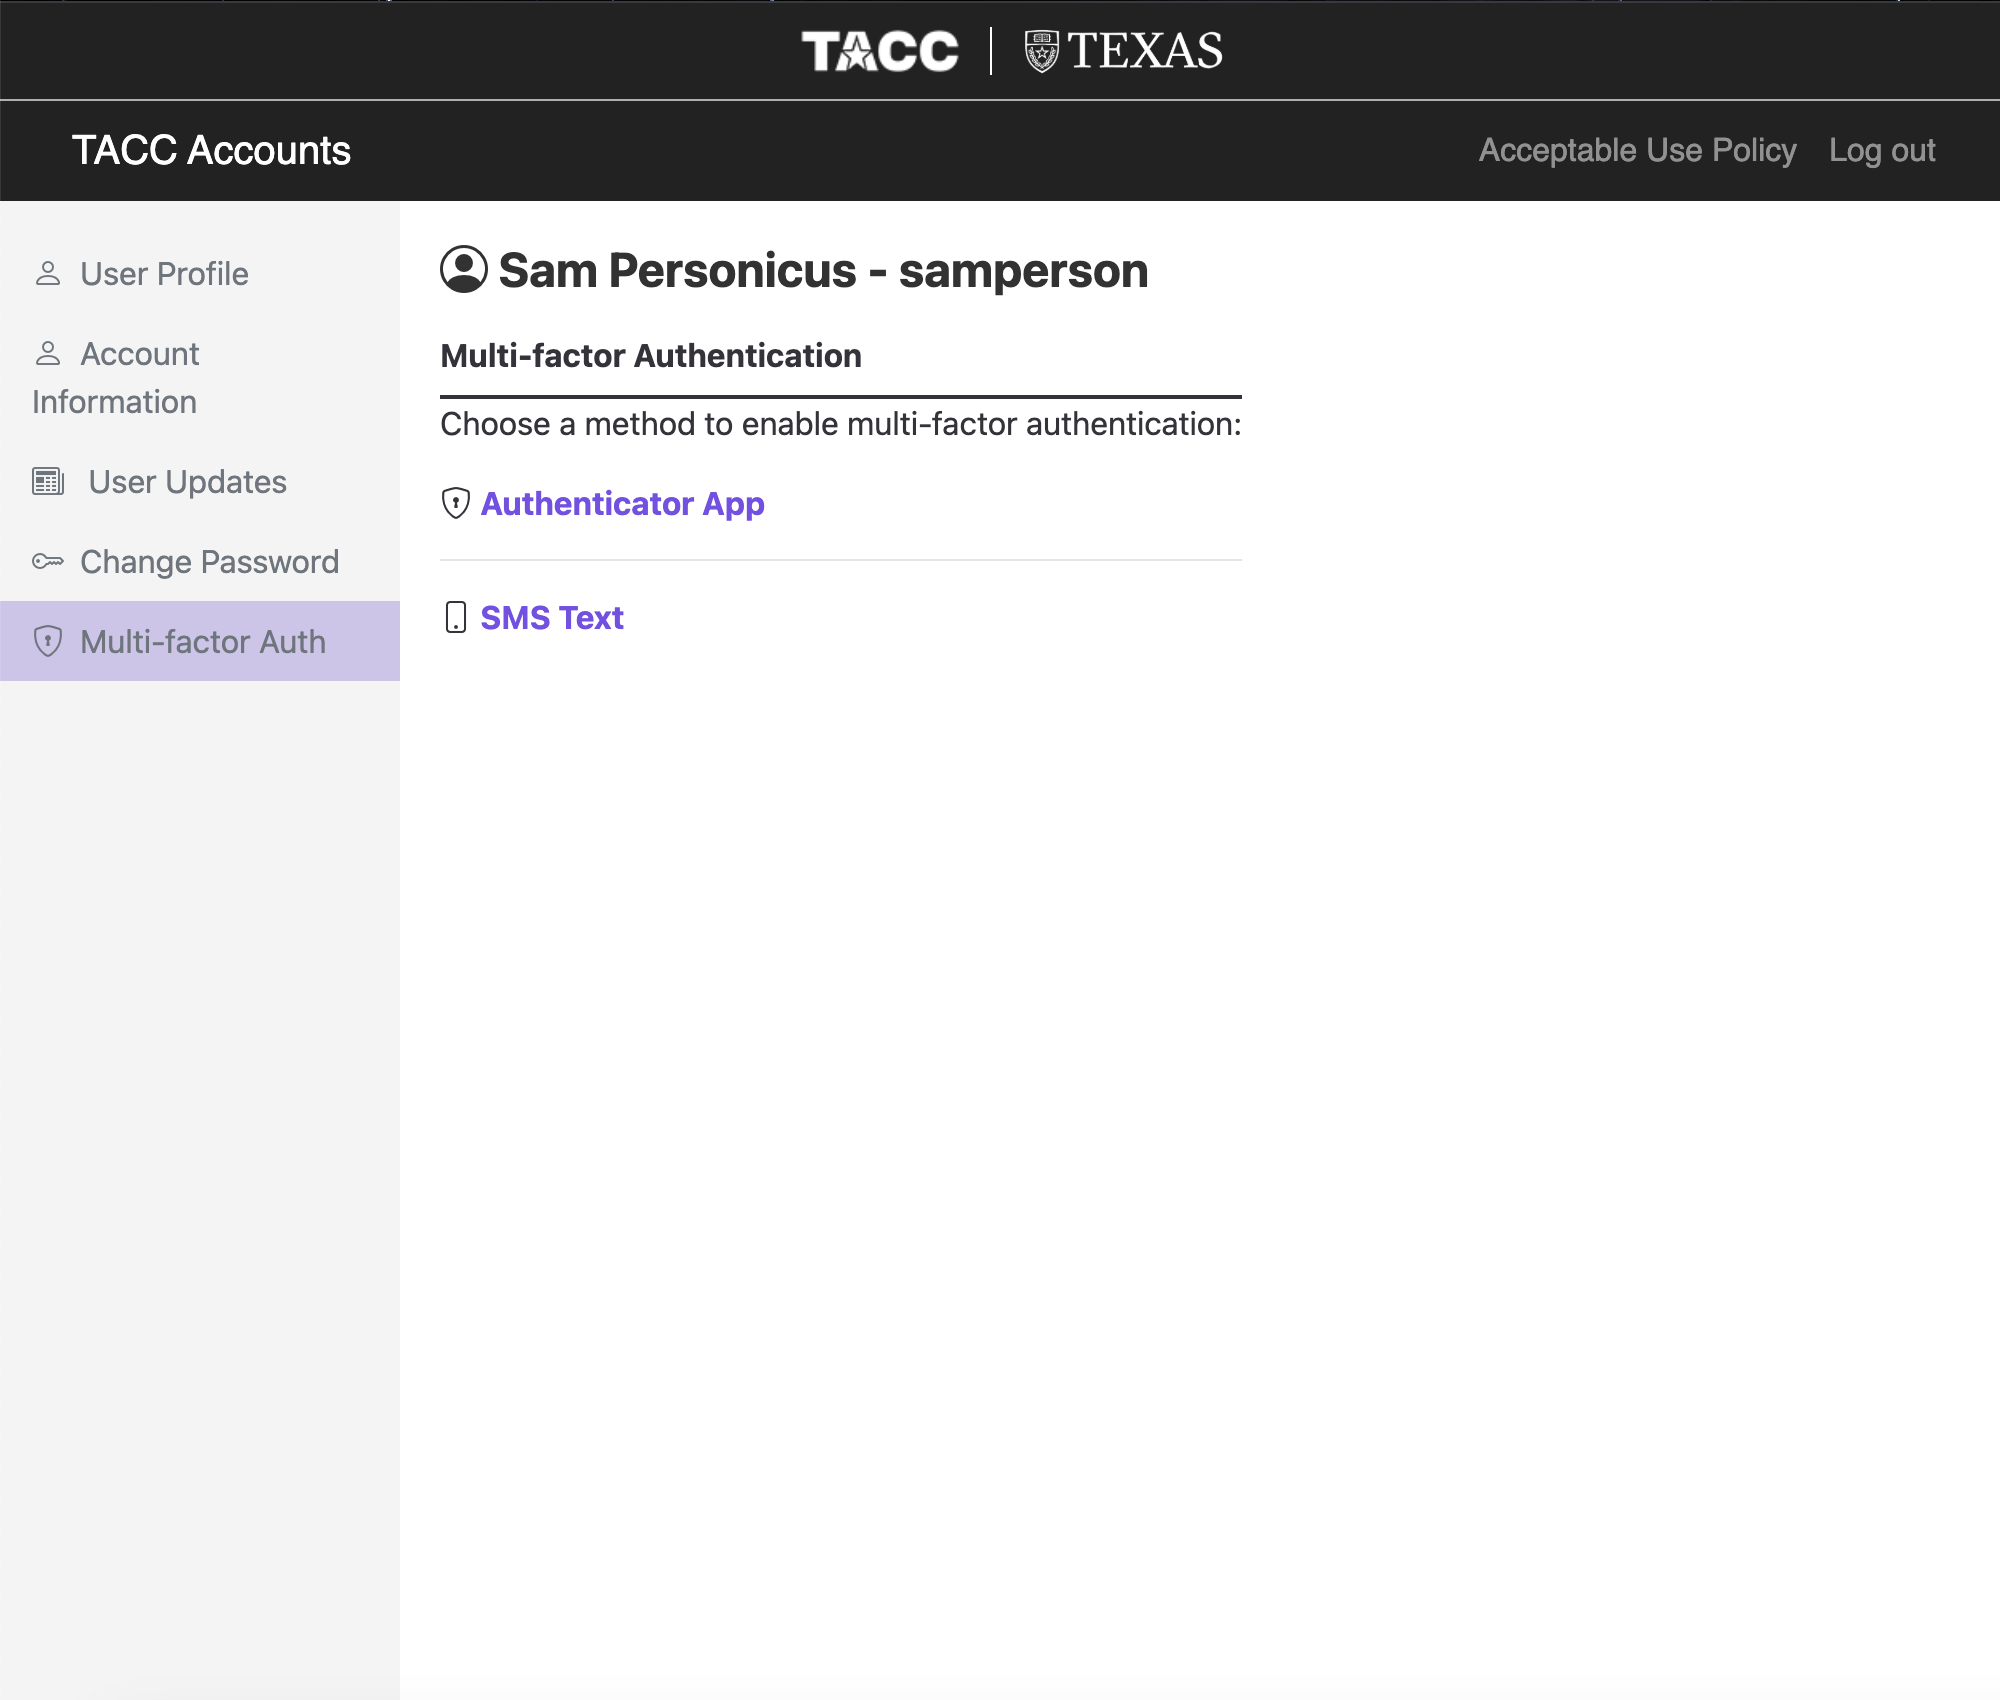 TACC | TEXAS
TACC Accounts
Acceptable Use Policy
Log out
User Profile
Account
Information
User Updates
Change Password
Multi-factor Auth
Sam Personicus - samperson
Multi-factor Authentication
Choose a method to enable multi-factor authentication:
Authenticator App
SMS Text